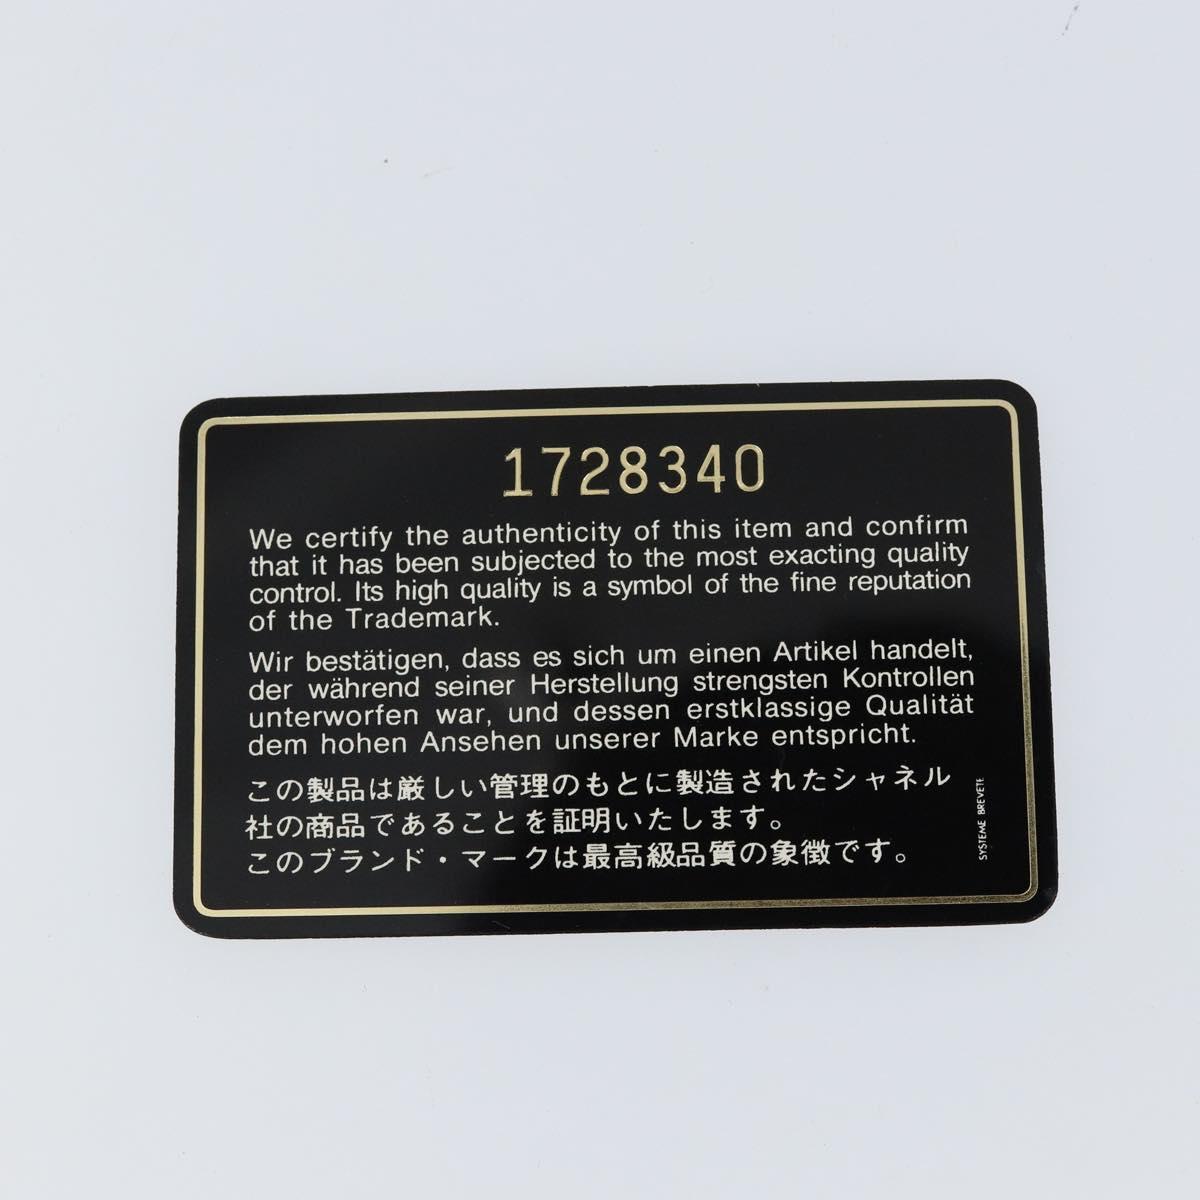 1728340
We certify the authenticity of this item and confirm
that it has been subjected to the most exacting quality
control. Its high quality is a symbol of the fine reputation
of the Trademark.
Wir bestätigen, dass es sich um einen Artikel handelt,
der während seiner Herstellung strengsten Kontrollen
unterworfen war, und dessen erstklassige Qualität
dem hohen Ansehen unserer Marke entspricht.
この製品は厳しい管理のもとに製造されたシャネル
社の商品であることを証明いたします。
このブランド・マークは最高級品質の象徴です。
SYSTEME BREVETE